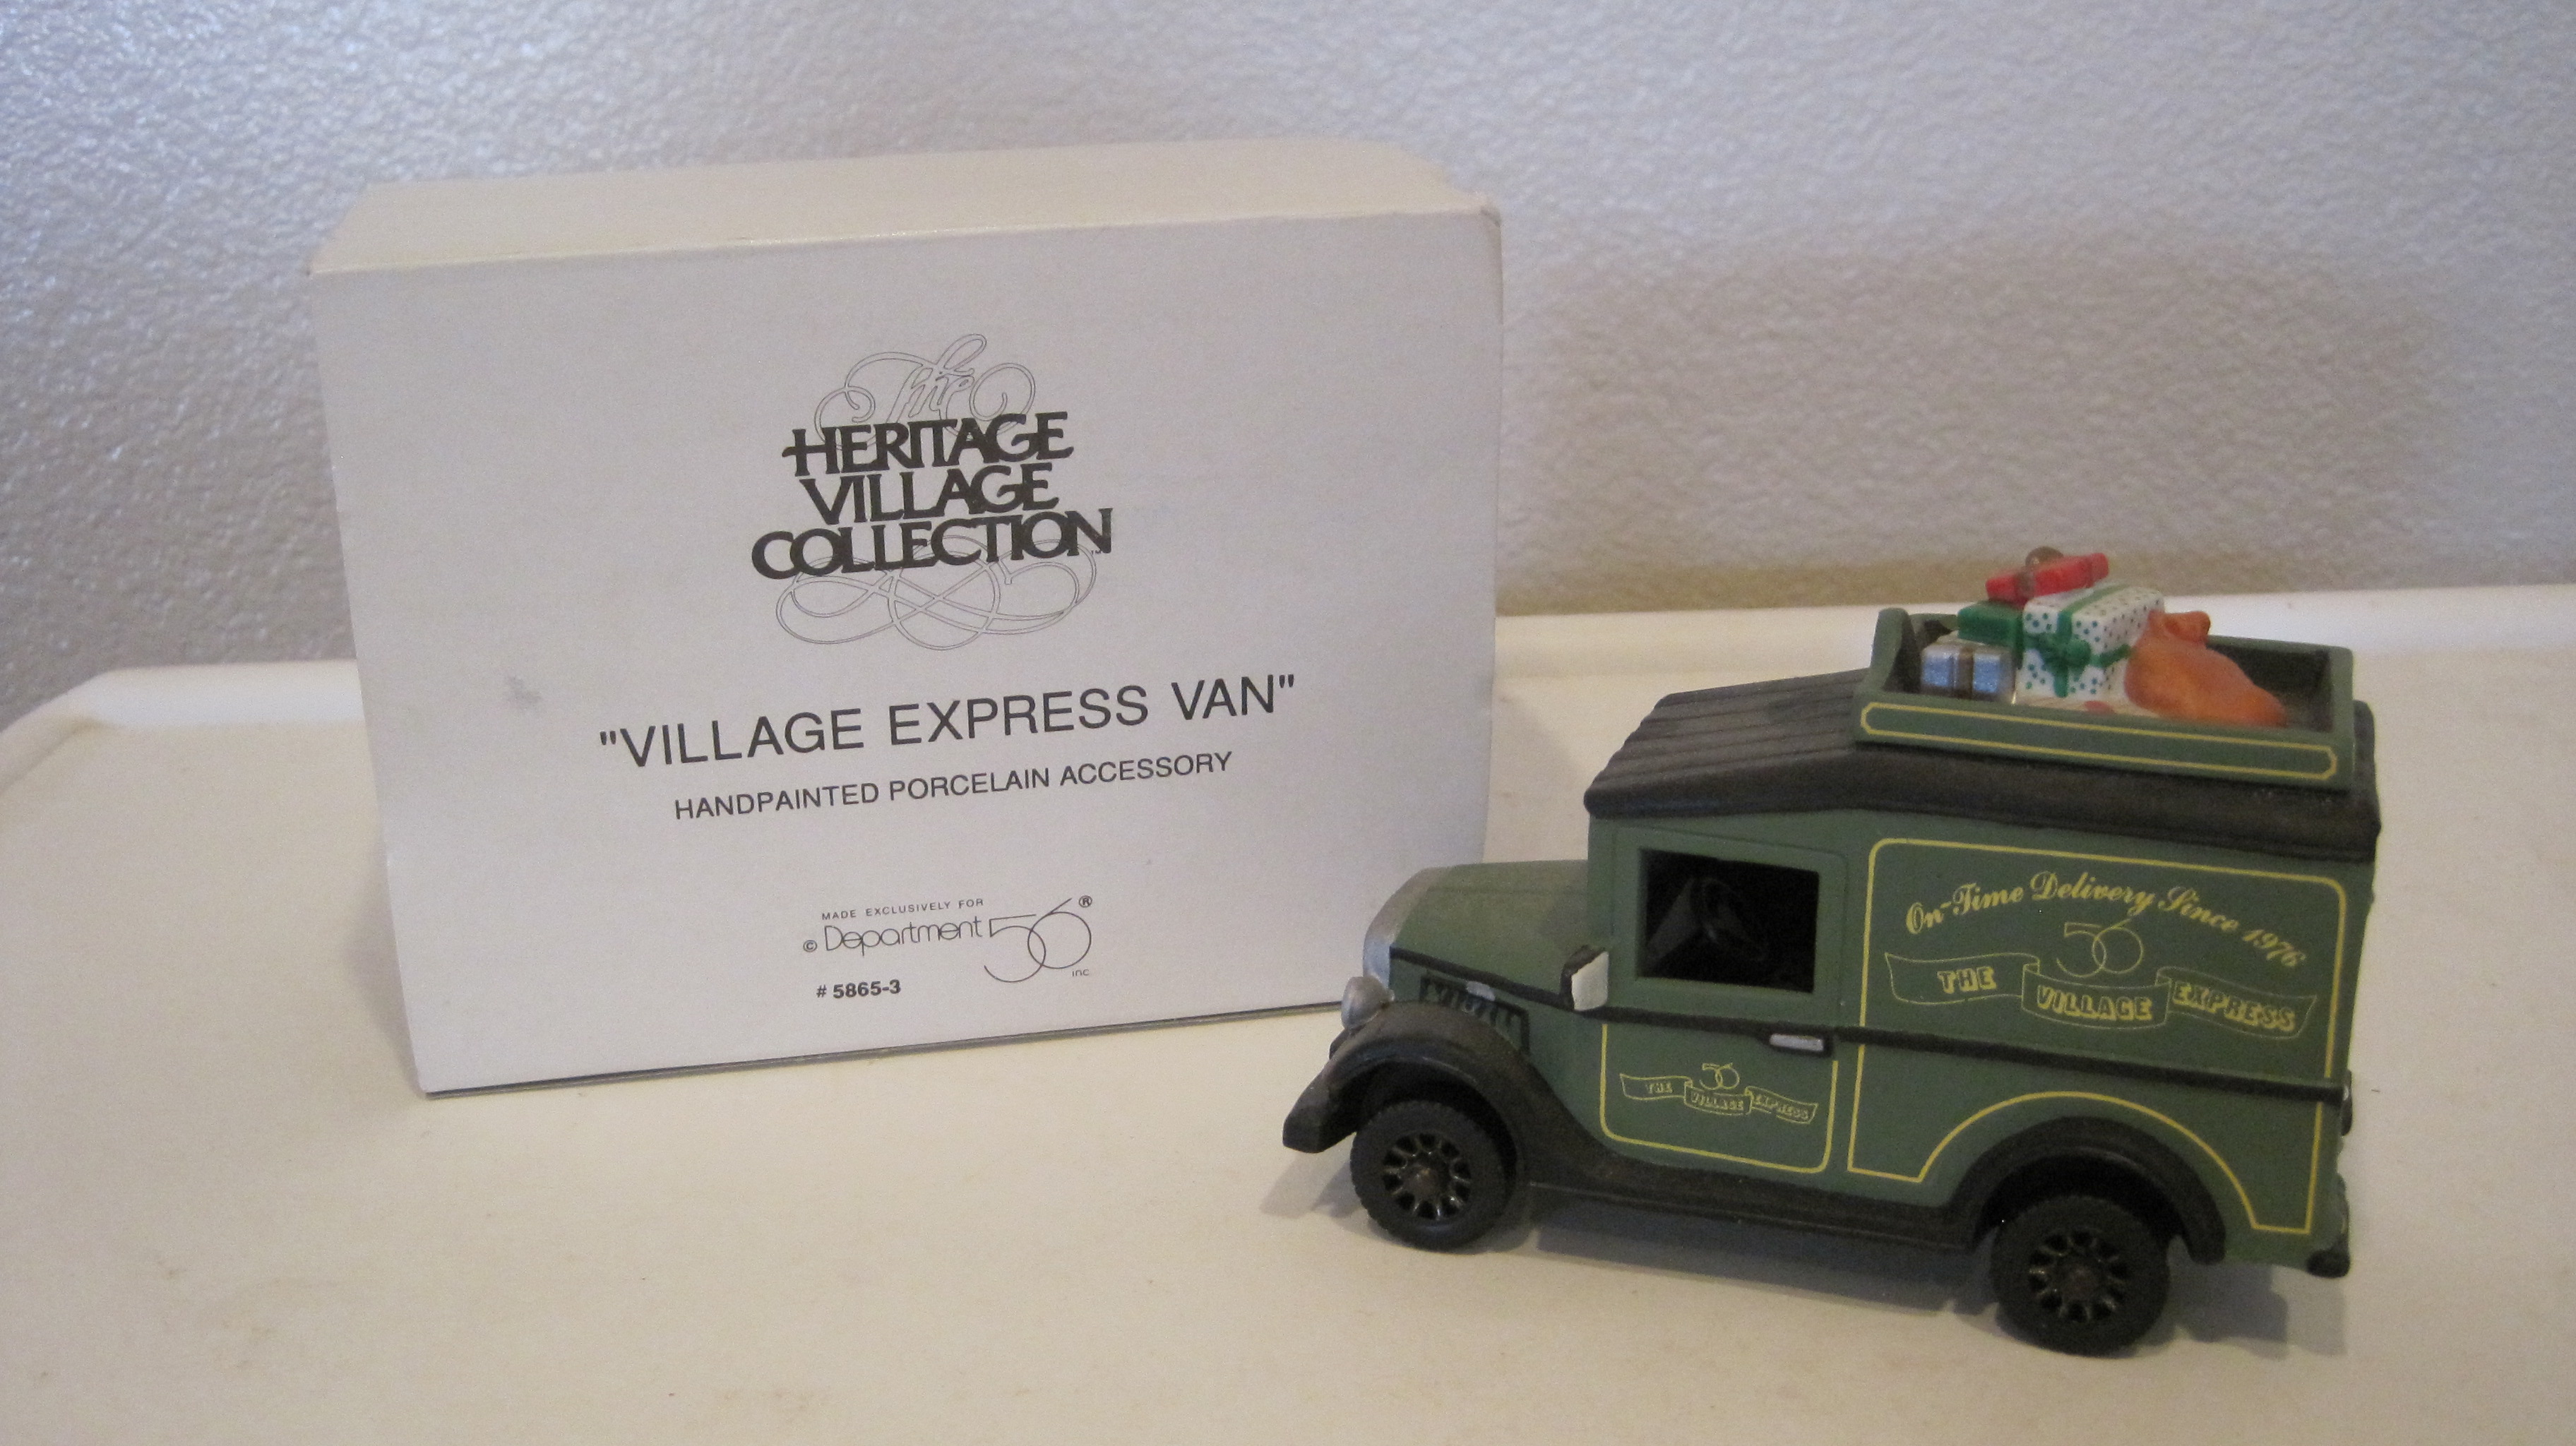 The
HERITAGE
VILLAGE
COLLECTION™
"VILLAGE EXPRESS VAN"
HANDPAINTED PORCELAIN ACCESSORY
MADE EXCLUSIVELY FOR
© Department 56®
inc.
# 5865-3
On-Time Delivery Since 1976
56
THE VILLAGE EXPRESS
56
THE VILLAGE EXPRESS